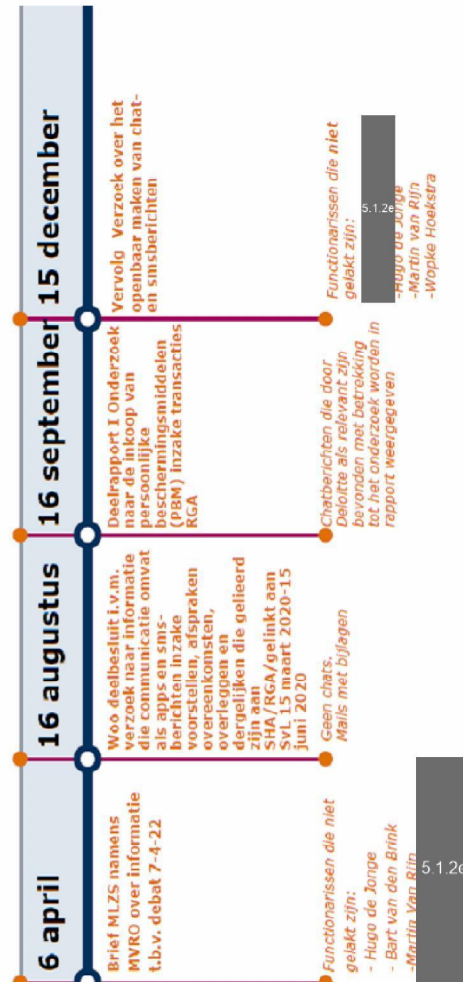 6 april
Brief MLZS namens
MVRO over informatie
t.b.v. debat 7-4-22
Functionarissen die niet
gelakt zijn:
- Hugo de Jonge
- Bart van den Brink
-Martin Van Rijn
5.1.2e
16 augustus
Woo deelbesluit i.v.m.
verzoek naar informatie
die communicatie omvat
als apps en sms-
berichten inzake
voorstellen, afspraken
overeenkomsten,
overleggen en
dergelijken die gelieerd
zijn aan
SHA/RGA/gelinkt aan
SvL 15 maart 2020-15
juni 2020
Geen chats.
Mails met bijlagen
16 september
Deelrapport I Onderzoek
naar de inkoop van
persoonlijke
beschermingsmiddelen
(PBM) inzake transacties
RGA
Chatberichten die door
Deloitte als relevant zijn
bevonden met betrekking
tot het onderzoek worden in
rapport weergegeven
15 december
Vervolg Verzoek over het
openbaar maken van chat-
en smsberichten
Functionarissen die niet
gelakt zijn:
5.1.2e
-Hugo de Jonge
-Martin van Rijn
-Wopke Hoekstra